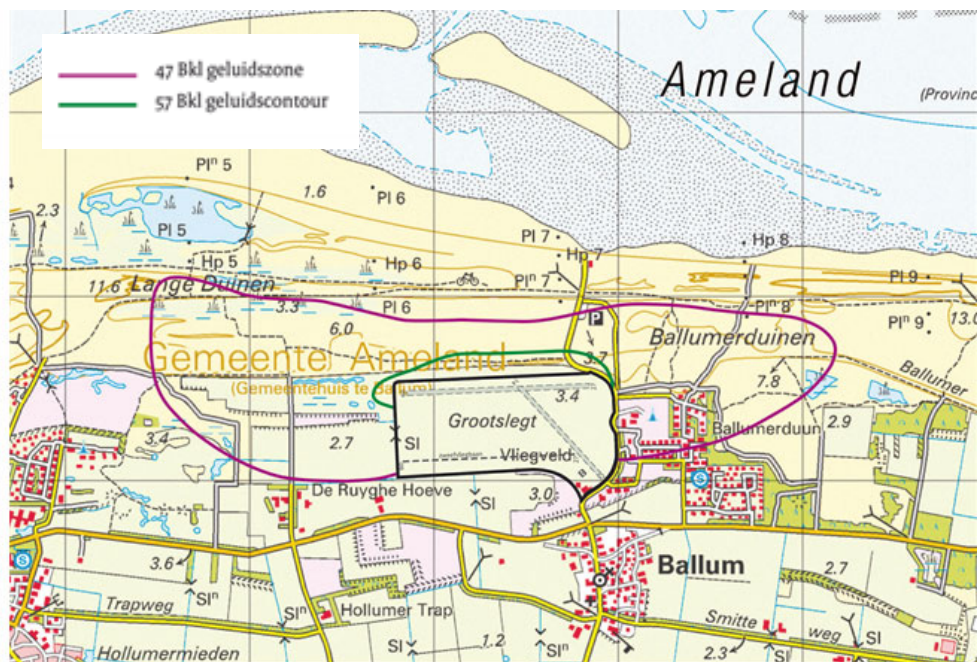 47 Bkl geluidszone
57 Bkl geluidscontour
Ameland
(Provinc
Plⁿ 5
1.6
Pl 6
2.3
Pl 5
Pl 7
Hp 7
Hp 8
Hp 5
Hp 6
Plⁿ 7
Pl 9
11.6
Lange Duinen
3.3
Pl 6
Plⁿ 8
Plⁿ 9
13.0
6.0
P
Ballumerduinen
Gemeente Ameland
(Gemeentehuis te Ballum)
3.7
7.8
Ballumer
3.4
Grootslegt
3.4
2.7
Sl
Vliegveld
Ballumerduin
2.9
S
De Ruyghe Hoeve
3.0
Sl
S
3.6
Ballum
2.7
Trapweg
Slⁿ
Slⁿ
Hollumer Trap
Smitte weg
Sl
Slⁿ
1.2
2.3
Sl
Sl
Hollumermieden